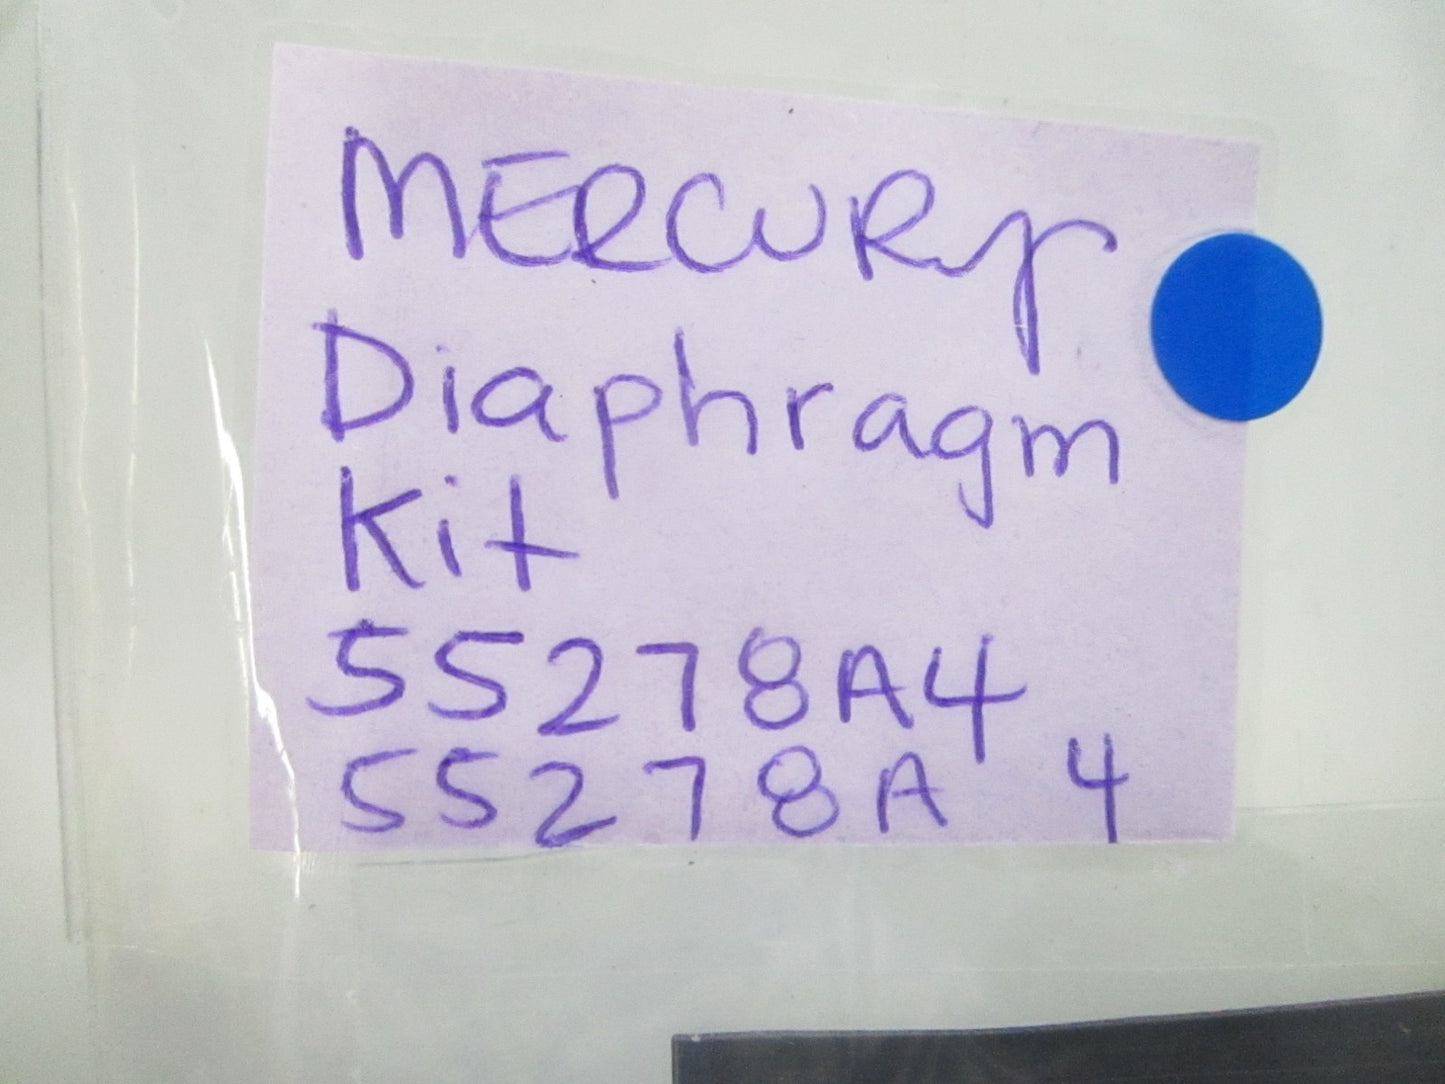 MERCURY
Diaphragm
Kit
55278A4
55278A 4